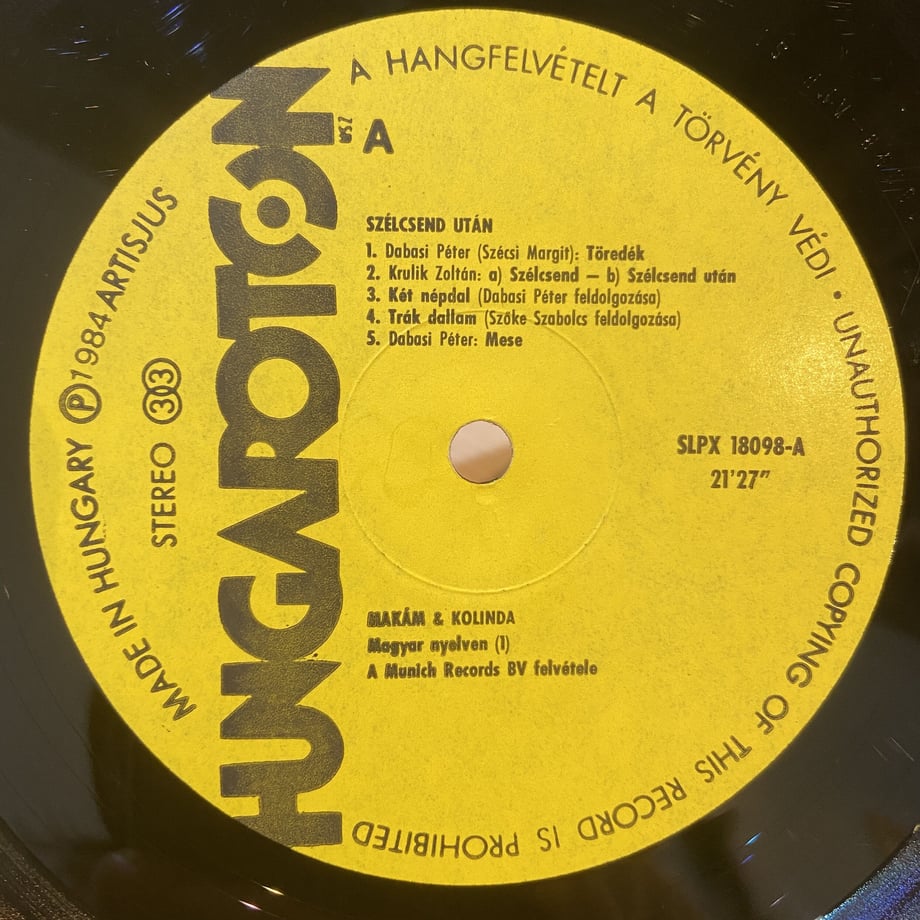 HUNGAROTON
MSZ A
A HANGFELVÉTELT A TÖRVÉNY VÉDI • UNAUTHORIZED COPYING OF THIS RECORD IS PROHIBITED
MADE IN HUNGARY Ⓟ 1984 ARTISJUS
STEREO 33
SZÉLCSEND UTÁN
1. Dabasi Péter (Szécsi Margit): Töredék
2. Krulik Zoltán: a) Szélcsend – b) Szélcsend után
3. Két népdal (Dabasi Péter feldolgozása)
4. Trák dallam (Szőke Szabolcs feldolgozása)
5. Dabasi Péter: Mese
SLPX 18098-A
21'27"
MAKÁM & KOLINDA
Magyar nyelven (1)
A Munich Records BV felvétele